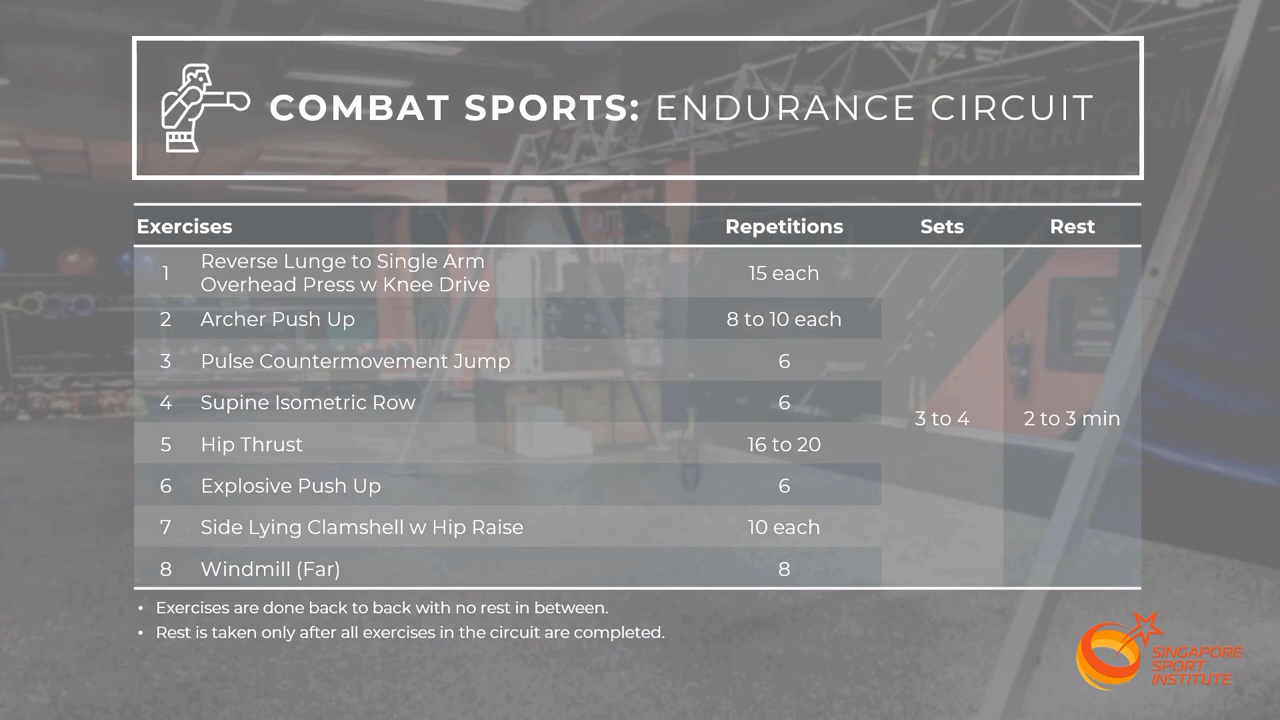 COMBAT SPORTS: ENDURANCE CIRCUIT
Exercises Repetitions Sets Rest
1 Reverse Lunge to Single Arm
Overhead Press w Knee Drive 15 each
2 Archer Push Up 8 to 10 each
3 Pulse Countermovement Jump 6
4 Supine Isometric Row 6
3 to 4 2 to 3 min
5 Hip Thrust 16 to 20
6 Explosive Push Up 6
7 Side Lying Clamshell w Hip Raise 10 each
8 Windmill (Far) 8
• Exercises are done back to back with no rest in between.
• Rest is taken only after all exercises in the circuit are completed.
OUTPERFORM
YOURSELF
SINGAPORE
SPORT
INSTITUTE